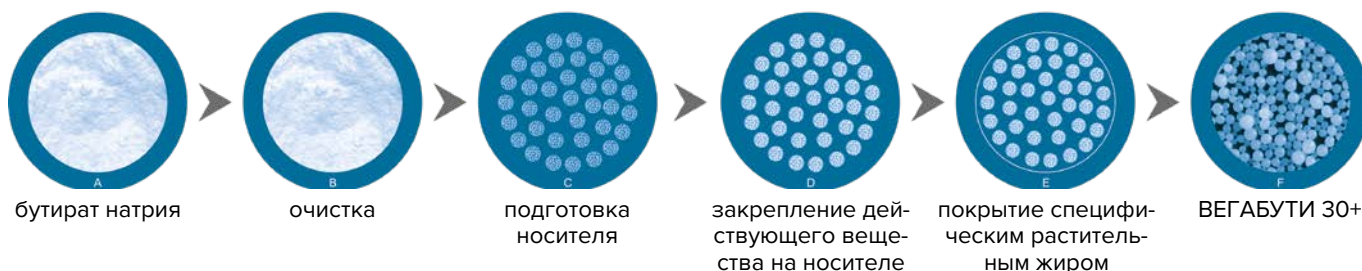 A
B
C
D
E
F
бутират натрия
очистка
подготовка
носителя
закрепление дей-
ствующего веще-
ства на носителе
покрытие специфи-
ческим раститель-
ным жиром
ВЕГАБУТИ 30+